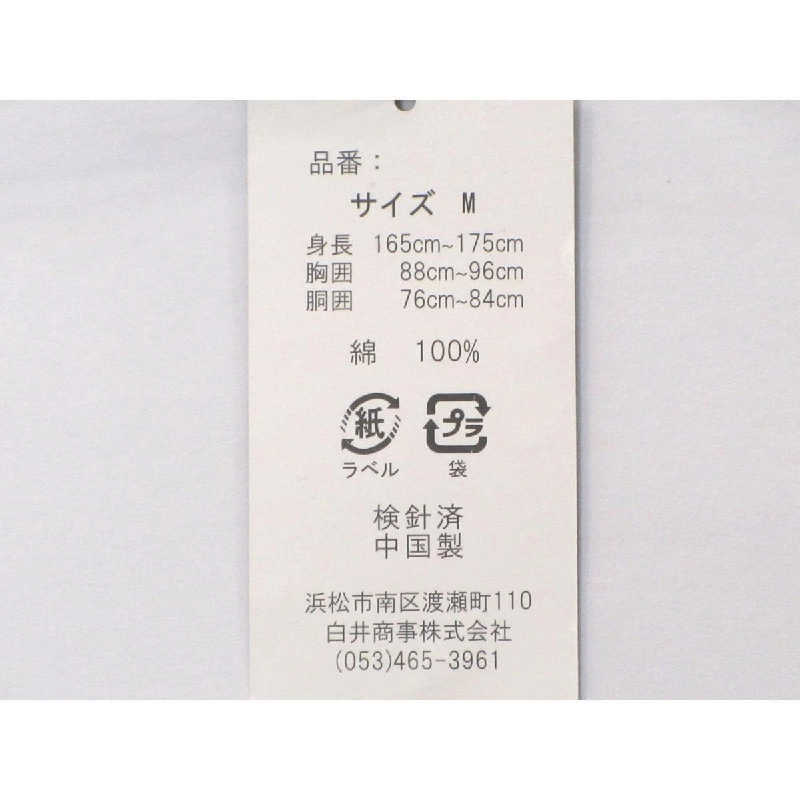 品番：
サイズ M
身長 165cm~175cm
胸囲 88cm~96cm
胴囲 76cm~84cm
綿 100%
紙 プラ
ラベル 袋
検針済
中国製
浜松市南区渡瀬町110
白井商事株式会社
(053)465-3961